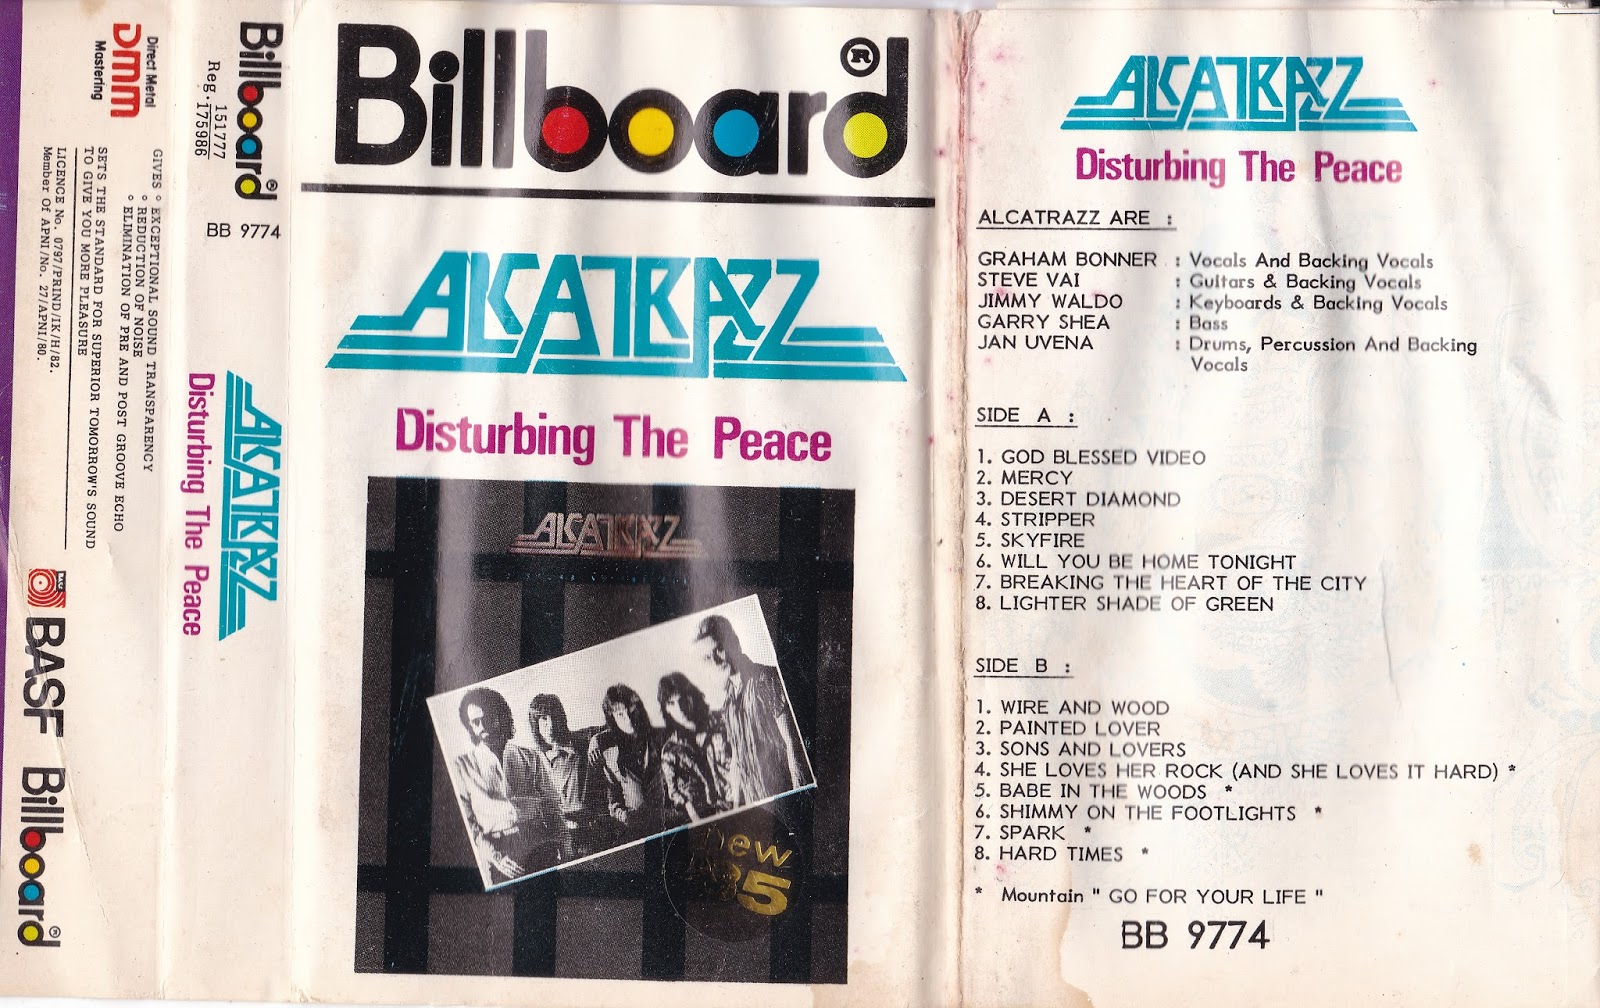 Direct Metal
DMM
Mastering
GIVES ° EXCEPTIONAL SOUND TRANSPARENCY
° REDUCTION OF NOISE
° ELIMINATION OF PRE AND POST GROOVE ECHO
SETS THE STANDARD FOR SUPERIOR TOMORROW'S SOUND
TO GIVE YOU MORE PLEASURE
LICENCE No. 0797/PRIND/IK/H/82.
Member Of APNI/No. 27/APNI/80.
BASF
Billboard®
Billboard
Reg. 151777
175986
BB 9774
ALCATRAZZ
Disturbing The Peace
Billboard®
ALCATRAZZ
Disturbing The Peace
ALCATRAZZ
new
85
ALCATRAZZ
Disturbing The Peace
ALCATRAZZ ARE :
GRAHAM BONNER : Vocals And Backing Vocals
STEVE VAI : Guitars & Backing Vocals
JIMMY WALDO : Keyboards & Backing Vocals
GARRY SHEA : Bass
JAN UVENA : Drums, Percussion And Backing
Vocals
SIDE A :
1. GOD BLESSED VIDEO
2. MERCY
3. DESERT DIAMOND
4. STRIPPER
5. SKYFIRE
6. WILL YOU BE HOME TONIGHT
7. BREAKING THE HEART OF THE CITY
8. LIGHTER SHADE OF GREEN
SIDE B :
1. WIRE AND WOOD
2. PAINTED LOVER
3. SONS AND LOVERS
4. SHE LOVES HER ROCK (AND SHE LOVES IT HARD) *
5. BABE IN THE WOODS *
6. SHIMMY ON THE FOOTLIGHTS *
7. SPARK *
8. HARD TIMES *
* Mountain " GO FOR YOUR LIFE "
BB 9774